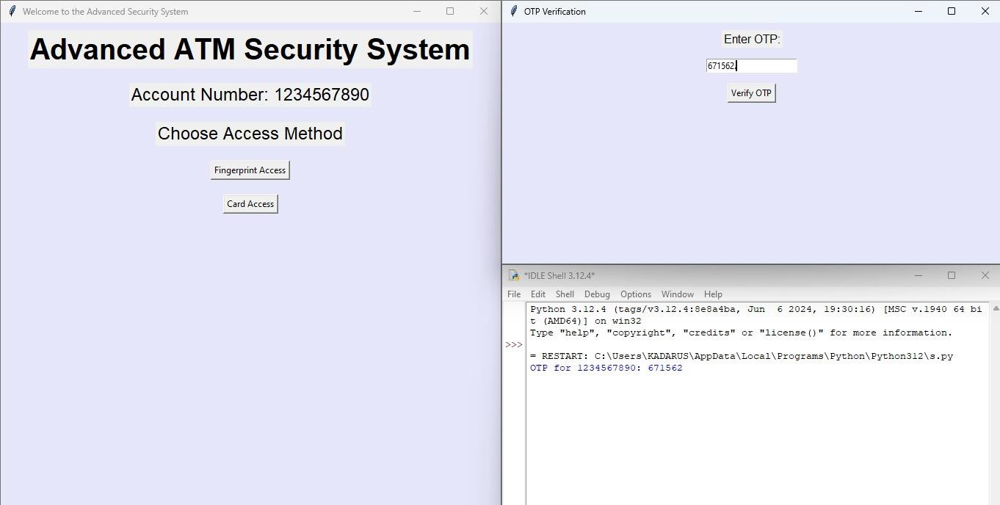 Welcome to the Advanced Security System
Advanced ATM Security System
Account Number: 1234567890
Choose Access Method
Fingerprint Access
Card Access
OTP Verification
Enter OTP:
671562.
Verify OTP
*IDLE Shell 3.12.4*
File Edit Shell Debug Options Window Help
Python 3.12.4 (tags/v3.12.4:8e8a4ba, Jun  6 2024, 19:30:16) [MSC v.1940 64 bi
t (AMD64)] on win32
Type "help", "copyright", "credits" or "license()" for more information.
>>>
= RESTART: C:\Users\KADARUS\AppData\Local\Programs\Python\Python312\s.py
OTP for 1234567890: 671562